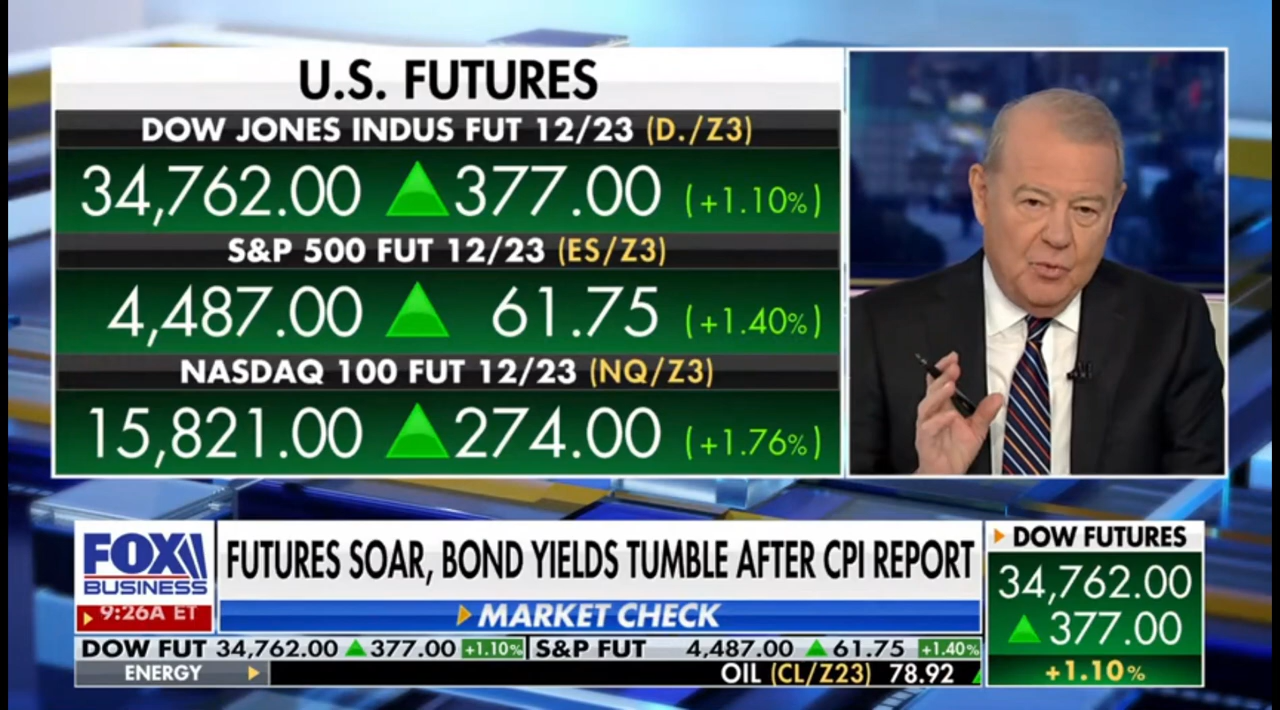 U.S. FUTURES
DOW JONES INDUS FUT 12/23 (D./Z3)
34,762.00 ▲ 377.00 (+1.10%)
S&P 500 FUT 12/23 (ES/Z3)
4,487.00 ▲ 61.75 (+1.40%)
NASDAQ 100 FUT 12/23 (NQ/Z3)
15,821.00 ▲ 274.00 (+1.76%)
FOX
BUSINESS
9:26A ET
FUTURES SOAR, BOND YIELDS TUMBLE AFTER CPI REPORT
MARKET CHECK
DOW FUTURES
34,762.00
▲ 377.00
+1.10%
DOW FUT 34,762.00 ▲ 377.00 +1.10% S&P FUT 4,487.00 ▲ 61.75 +1.40%
ENERGY OIL (CL/Z23) 78.92